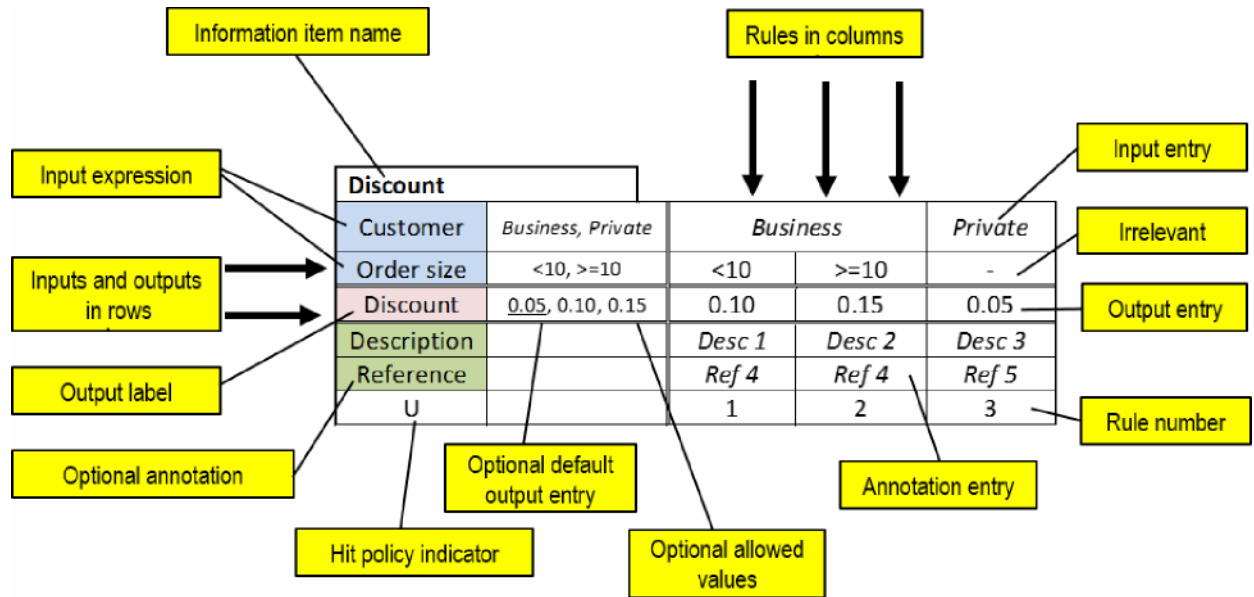 Information item name
Rules in columns
Input expression
Input entry
Discount
Customer Business, Private Business Private
Irrelevant
Order size <10, >=10 <10 >=10 -
Inputs and outputs
in rows
Discount 0.05, 0.10, 0.15 0.10 0.15 0.05
Output entry
Description Desc 1 Desc 2 Desc 3
Reference Ref 4 Ref 4 Ref 5
Output label
U 1 2 3
Rule number
Optional annotation
Optional default
output entry
Annotation entry
Hit policy indicator
Optional allowed
values